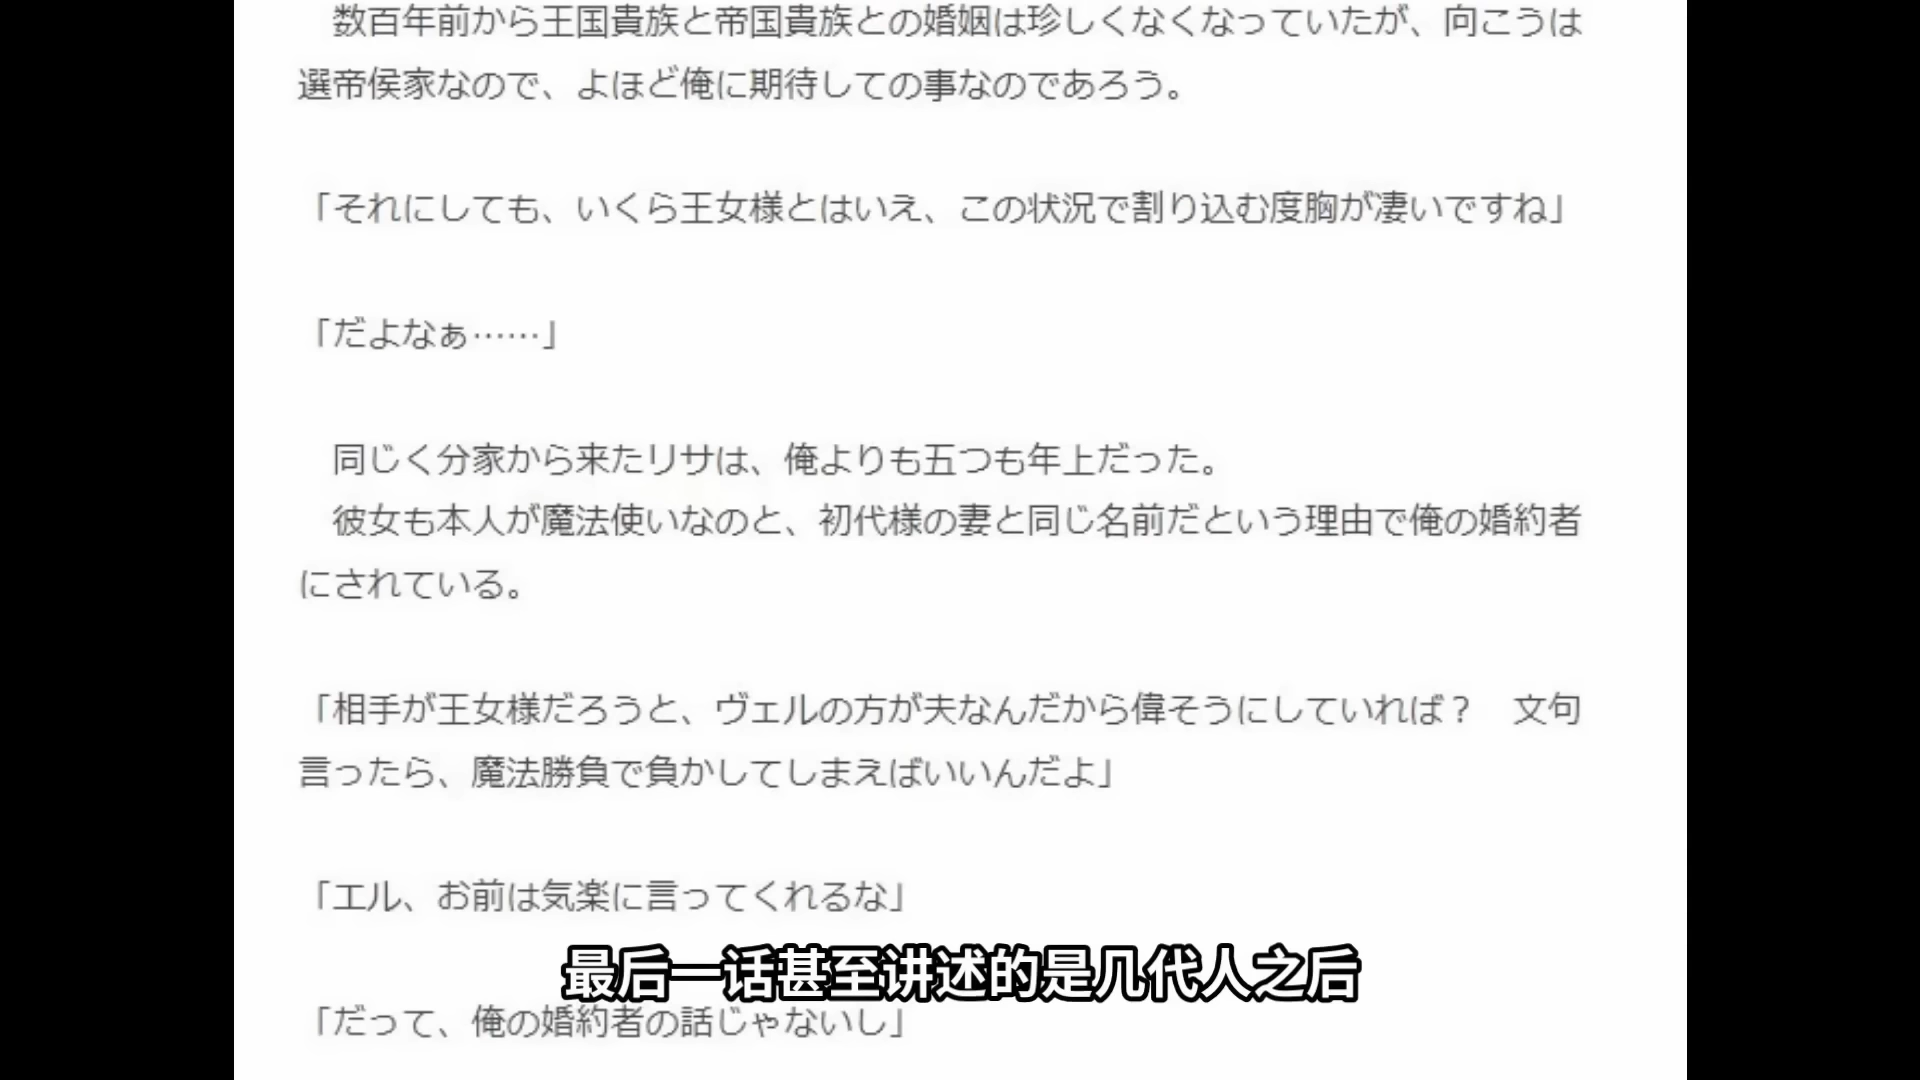 数百年前から王国貴族と帝国貴族との婚姻は珍しくなくなっていたが、向こうは
選帝侯家なので、よほど俺に期待しての事なのであろう。
「それにしても、いくら王女様とはいえ、この状況で割り込む度胸が凄いですね」
「だよなぁ……」
同じく分家から来たリサは、俺よりも五つも年上だった。
彼女も本人が魔法使いなのと、初代様の妻と同じ名前だという理由で俺の婚約者
にされている。
「相手が王女様だろうと、ヴェルの方が夫なんだから偉そうにしていれば？　文句
言ったら、魔法勝負で負かしてしまえばいいんだよ」
「エル、お前は気楽に言ってくれるな」
最后一话甚至讲述的是几代人之后
「だって、俺の婚約者の話じゃないし」